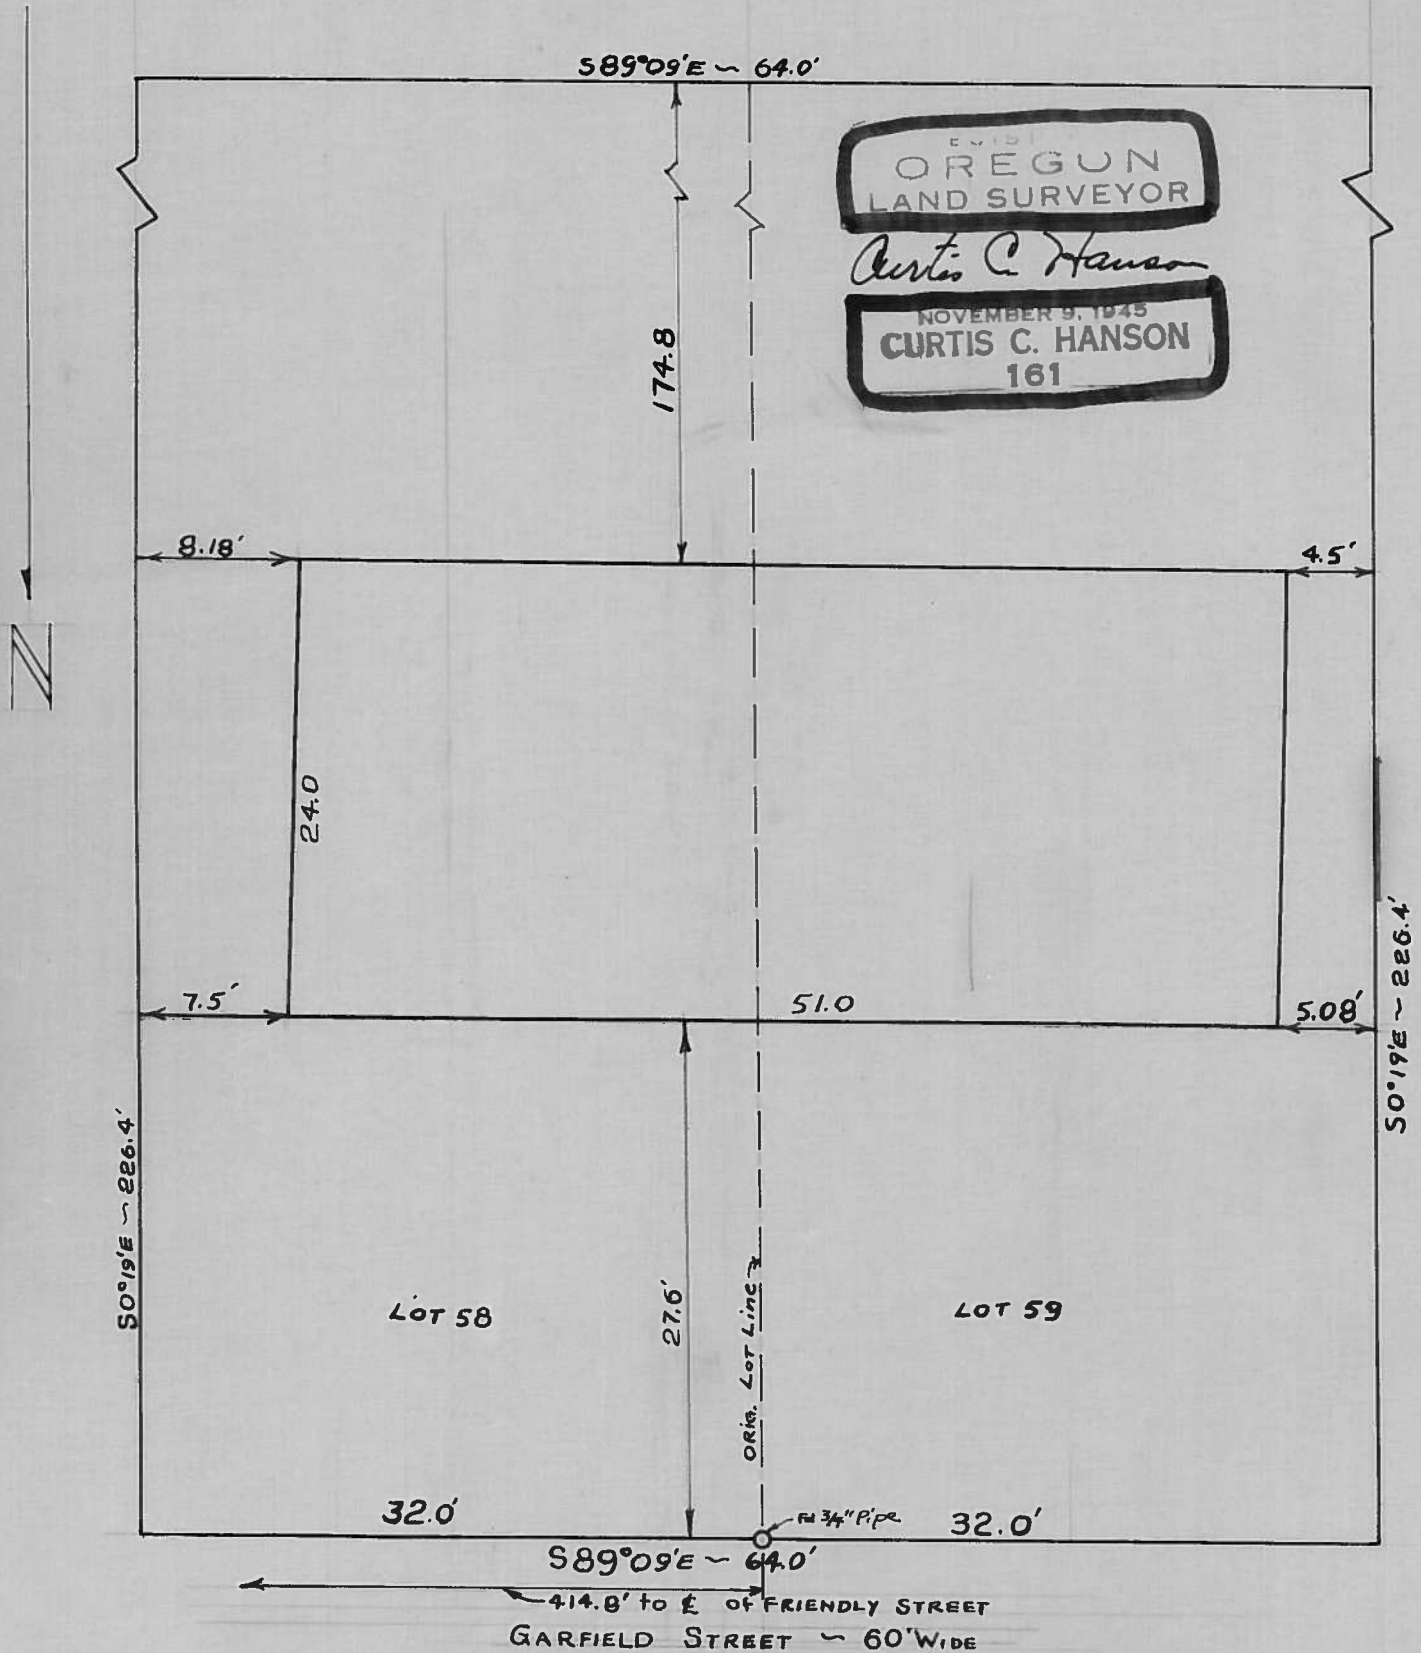 S89°09'E ~ 64.0'
OREGON
LAND SURVEYOR
Curtis C. Hanson
NOVEMBER 9, 1945
CURTIS C. HANSON
161
174.8
8.18'
4.5'
N
24.0
7.5'
51.0
5.08'
S0°19'E ~ 226.4'
S0°19'E ~ 226.4'
LOT 58
27.6'
ORIG. LOT Line
LOT 59
32.0'
Fd 3/4" Pipe
32.0'
S89°09'E ~ 64.0'
414.8' to ℄ of FRIENDLY STREET
GARFIELD STREET ~ 60' WIDE